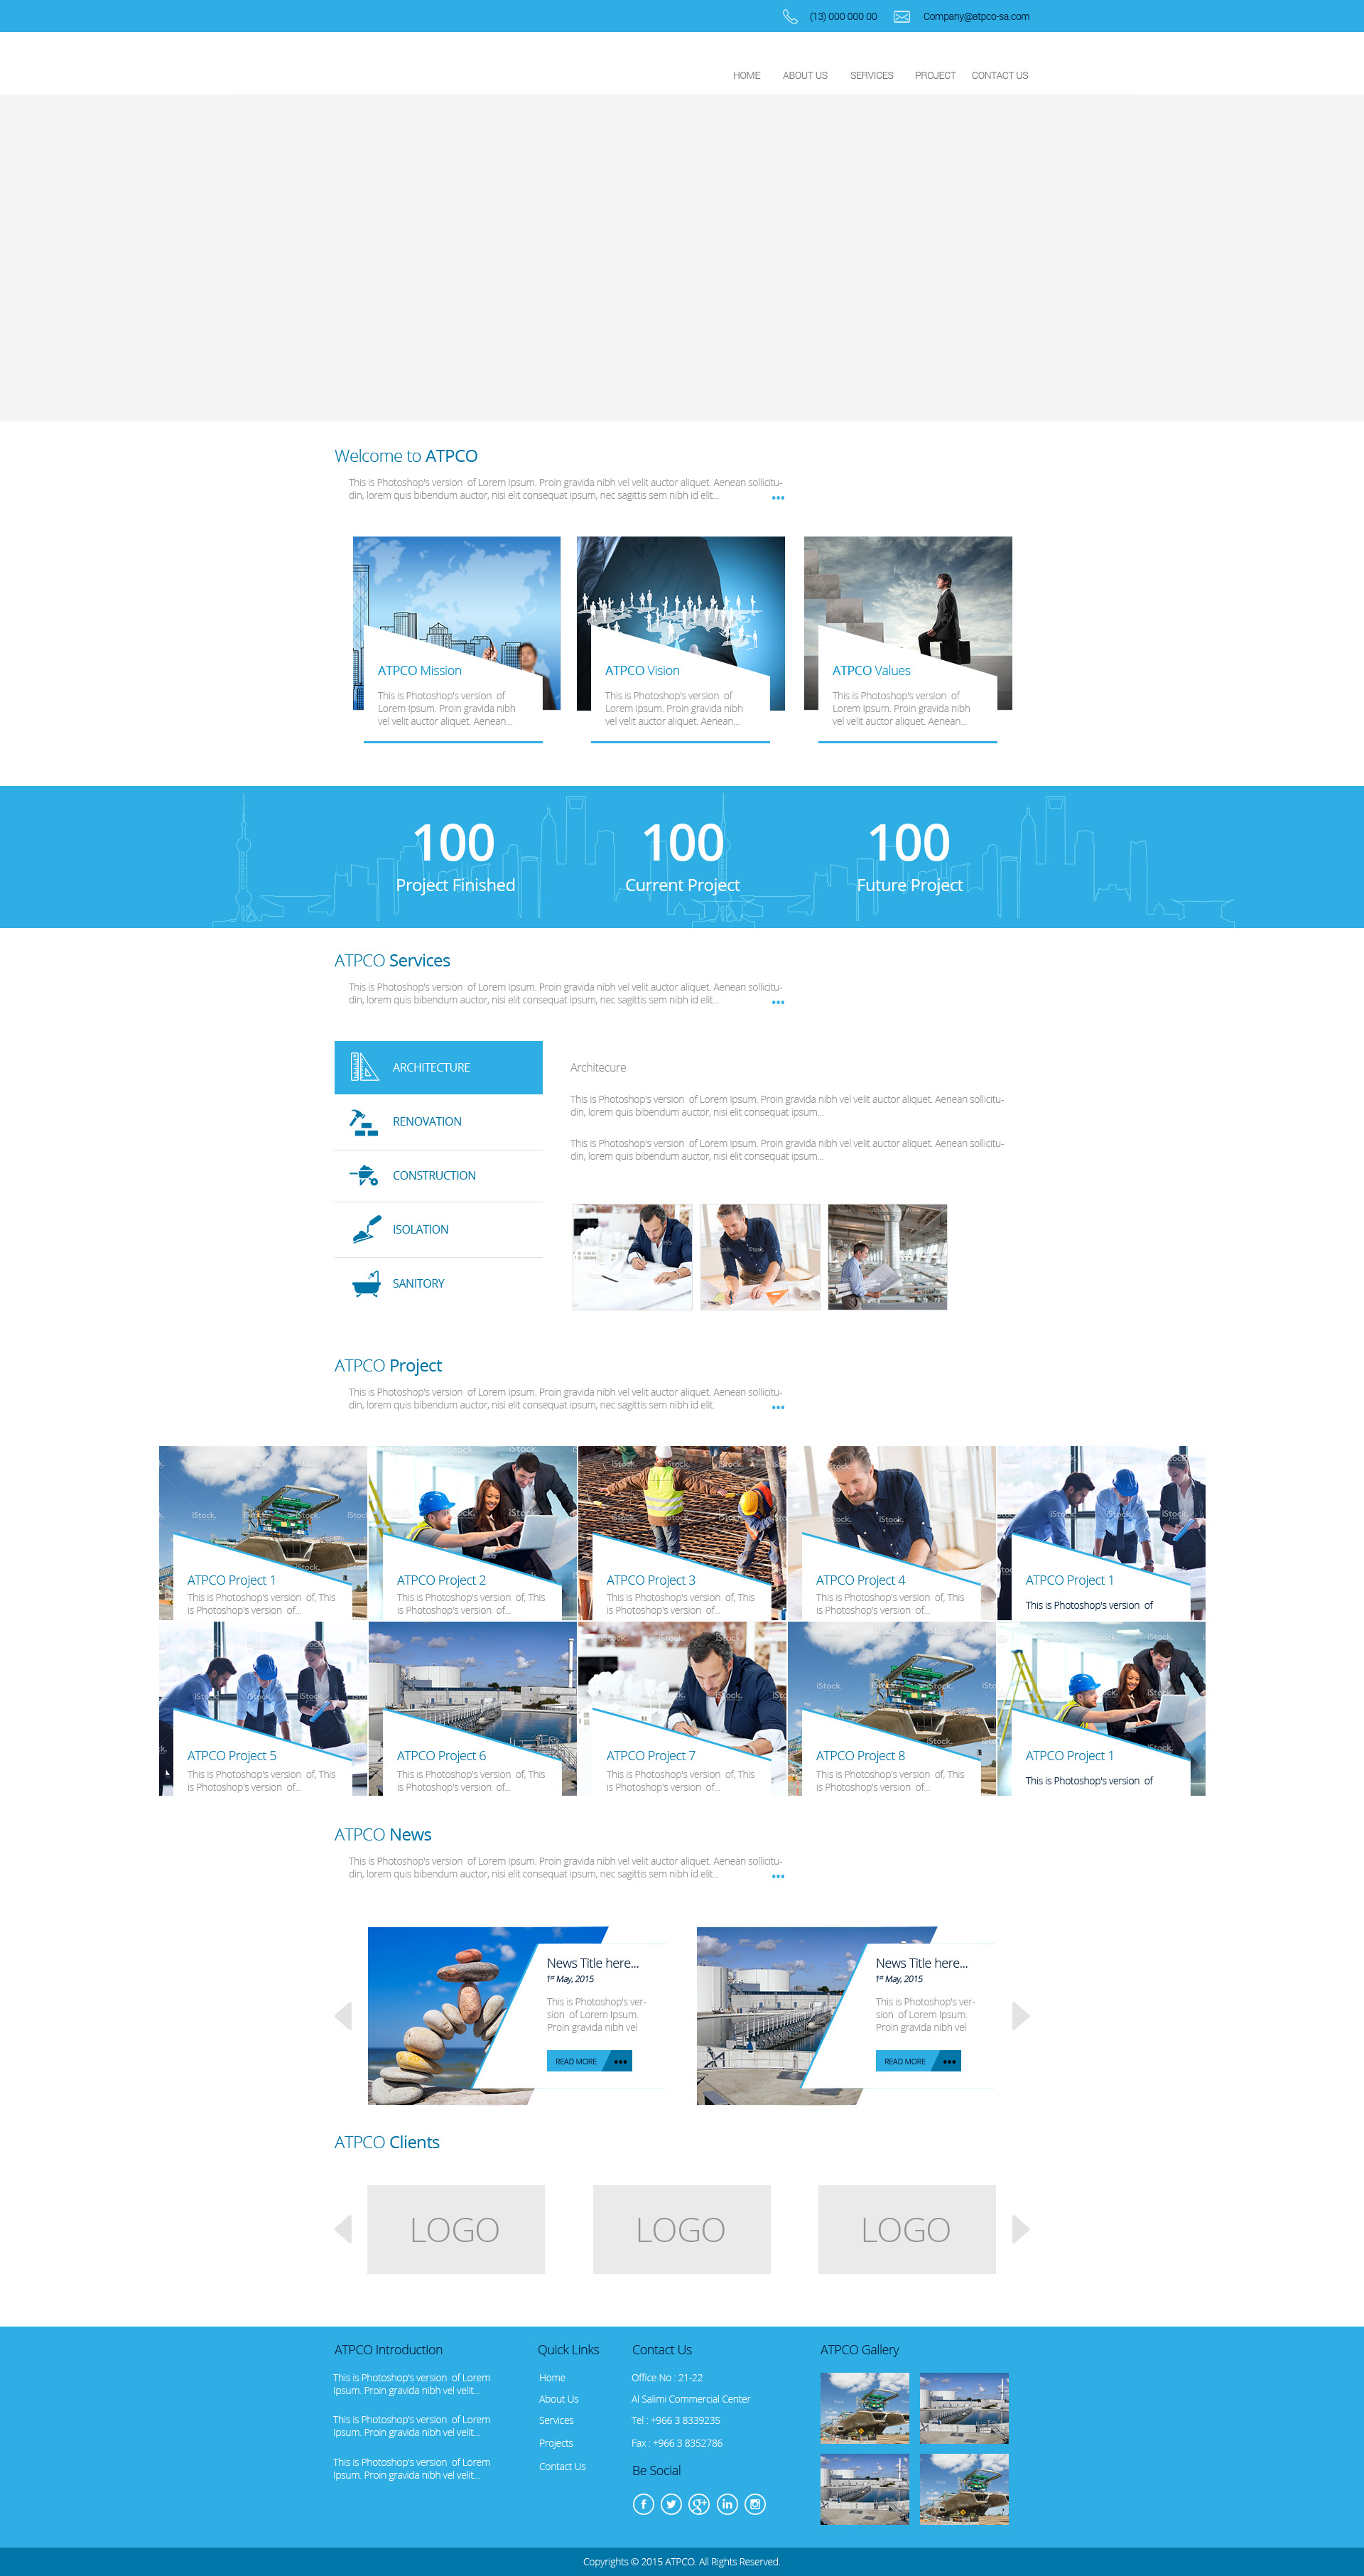 (13) 000 000 00 Company@atpco-sa.com
HOME ABOUT US SERVICES PROJECT CONTACT US
Welcome to ATPCO
This is Photoshop's version of Lorem Ipsum. Proin gravida nibh vel velit auctor aliquet. Aenean sollicitu-
din, lorem quis bibendum auctor, nisi elit consequat ipsum, nec sagittis sem nibh id elit...
ATPCO Mission
This is Photoshop's version of
Lorem Ipsum. Proin gravida nibh
vel velit auctor aliquet. Aenean...
ATPCO Vision
This is Photoshop's version of
Lorem Ipsum. Proin gravida nibh
vel velit auctor aliquet. Aenean...
ATPCO Values
This is Photoshop's version of
Lorem Ipsum. Proin gravida nibh
vel velit auctor aliquet. Aenean...
100
Project Finished
100
Current Project
100
Future Project
ATPCO Services
This is Photoshop's version of Lorem Ipsum. Proin gravida nibh vel velit auctor aliquet. Aenean sollicitu-
din, lorem quis bibendum auctor, nisi elit consequat ipsum, nec sagittis sem nibh id elit...
ARCHITECTURE
RENOVATION
CONSTRUCTION
ISOLATION
SANITORY
Architecure
This is Photoshop's version of Lorem Ipsum. Proin gravida nibh vel velit auctor aliquet. Aenean sollicitu-
din, lorem quis bibendum auctor, nisi elit consequat ipsum...
This is Photoshop's version of Lorem Ipsum. Proin gravida nibh vel velit auctor aliquet. Aenean sollicitu-
din, lorem quis bibendum auctor, nisi elit consequat ipsum...
ATPCO Project
This is Photoshop's version of Lorem Ipsum. Proin gravida nibh vel velit auctor aliquet. Aenean sollicitu-
din, lorem quis bibendum auctor, nisi elit consequat ipsum, nec sagittis sem nibh id elit.
ATPCO Project 1
This is Photoshop's version of, This
is Photoshop's version of...
ATPCO Project 2
This is Photoshop's version of, This
is Photoshop's version of...
ATPCO Project 3
This is Photoshop's version of, This
is Photoshop's version of...
ATPCO Project 4
This is Photoshop's version of, This
is Photoshop's version of...
ATPCO Project 1
This is Photoshop's version of
ATPCO Project 5
This is Photoshop's version of, This
is Photoshop's version of...
ATPCO Project 6
This is Photoshop's version of, This
is Photoshop's version of...
ATPCO Project 7
This is Photoshop's version of, This
is Photoshop's version of...
ATPCO Project 8
This is Photoshop's version of, This
is Photoshop's version of...
ATPCO Project 1
This is Photoshop's version of
ATPCO News
This is Photoshop's version of Lorem Ipsum. Proin gravida nibh vel velit auctor aliquet. Aenean sollicitu-
din, lorem quis bibendum auctor, nisi elit consequat ipsum, nec sagittis sem nibh id elit...
News Title here...
1st May, 2015
This is Photoshop's ver-
sion of Lorem Ipsum.
Proin gravida nibh vel
READ MORE
News Title here...
1st May, 2015
This is Photoshop's ver-
sion of Lorem Ipsum.
Proin gravida nibh vel
READ MORE
ATPCO Clients
LOGO LOGO LOGO
ATPCO Introduction
This is Photoshop's version of Lorem
Ipsum. Proin gravida nibh vel velit...
This is Photoshop's version of Lorem
Ipsum. Proin gravida nibh vel velit...
This is Photoshop's version of Lorem
Ipsum. Proin gravida nibh vel velit...
Quick Links
Home
About Us
Services
Projects
Contact Us
Contact Us
Office No : 21-22
Al Salimi Commercial Center
Tel : +966 3 8339235
Fax : +966 3 8352786
Be Social
ATPCO Gallery
Copyrights © 2015 ATPCO. All Rights Reserved.